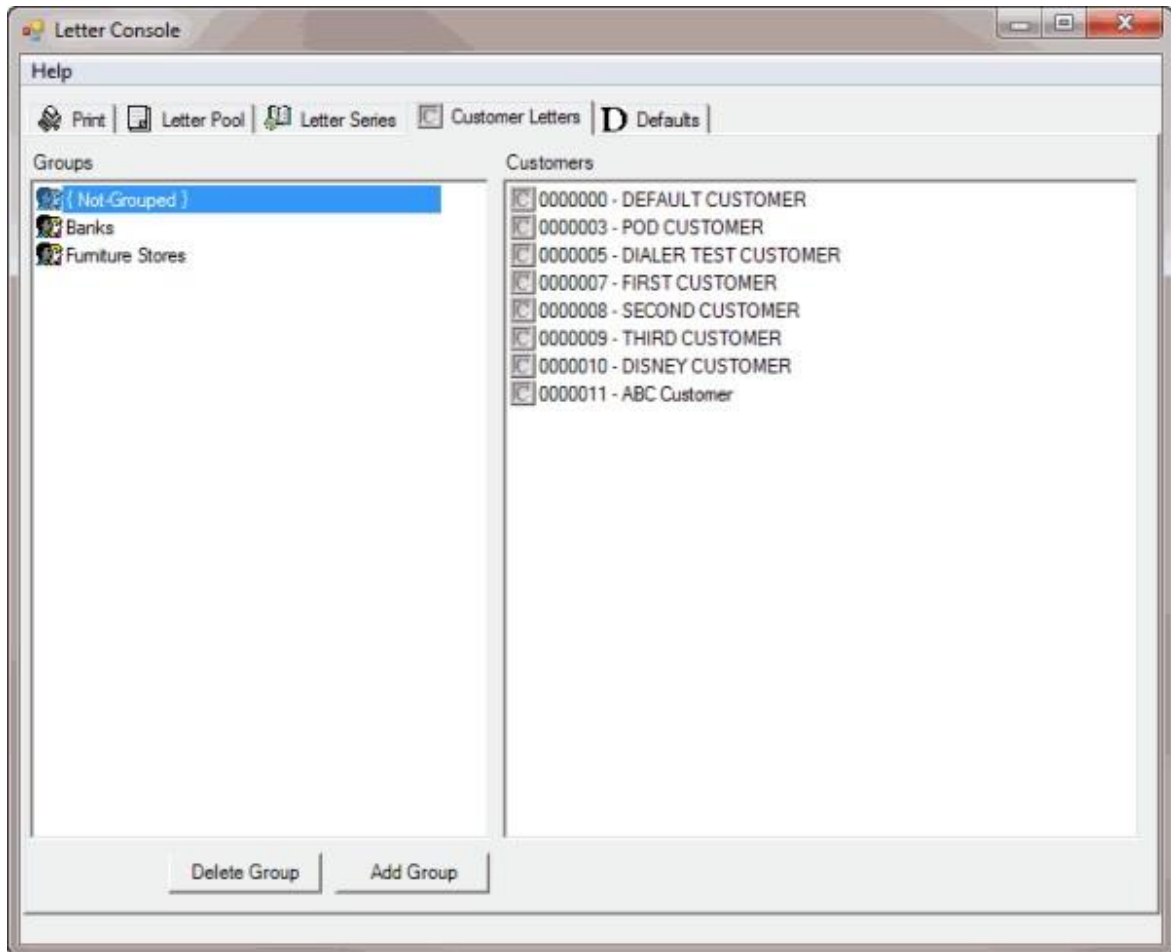 Letter Console
Help
Print Letter Pool Letter Series C Customer Letters D Defaults
Groups
{ Not-Grouped }
Banks
Furniture Stores
Customers
C 0000000 - DEFAULT CUSTOMER
C 0000003 - POD CUSTOMER
C 0000005 - DIALER TEST CUSTOMER
C 0000007 - FIRST CUSTOMER
C 0000008 - SECOND CUSTOMER
C 0000009 - THIRD CUSTOMER
C 0000010 - DISNEY CUSTOMER
C 0000011 - ABC Customer
Delete Group Add Group